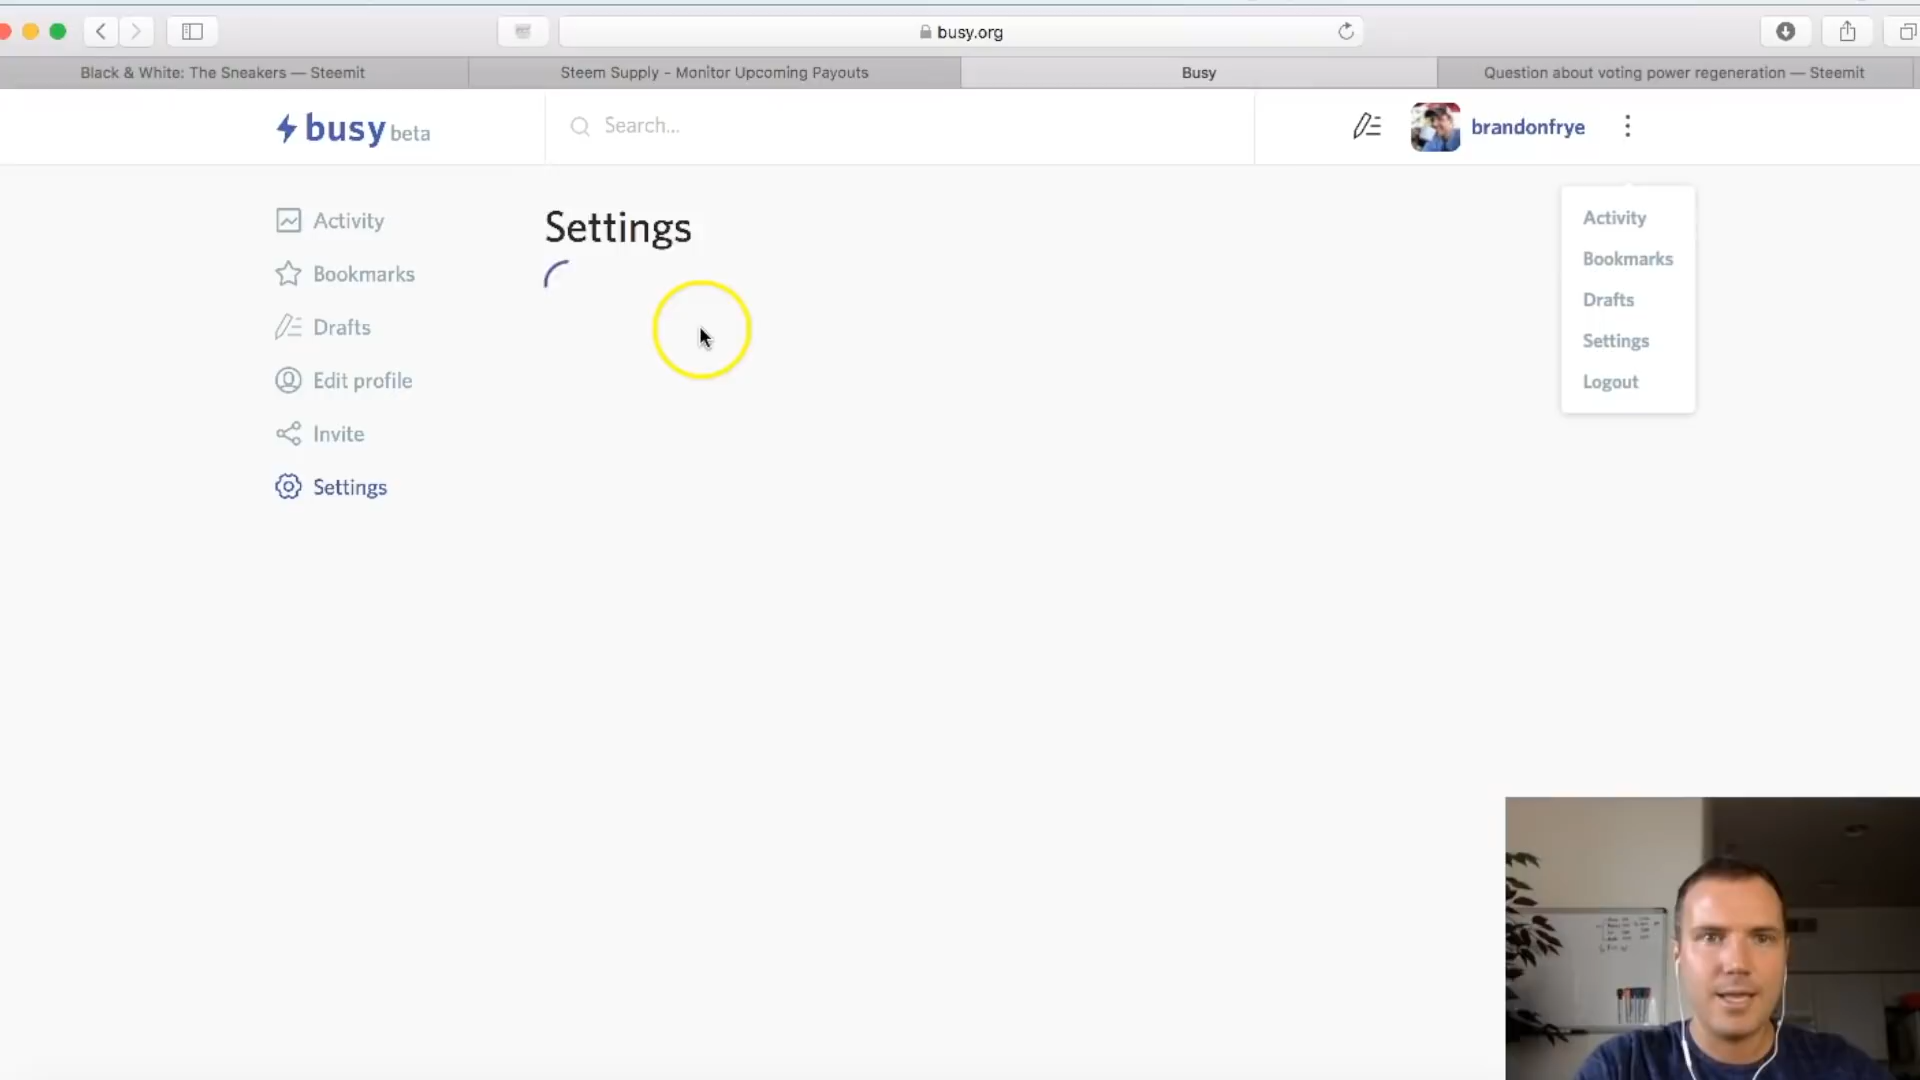 busy.org
Black & White: The Sneakers — Steemit
Steem Supply - Monitor Upcoming Payouts
Busy
Question about voting power regeneration — Steemit
busy beta
Search...
brandonfrye
Activity
Bookmarks
Drafts
Edit profile
Invite
Settings
Settings
Activity
Bookmarks
Drafts
Settings
Logout